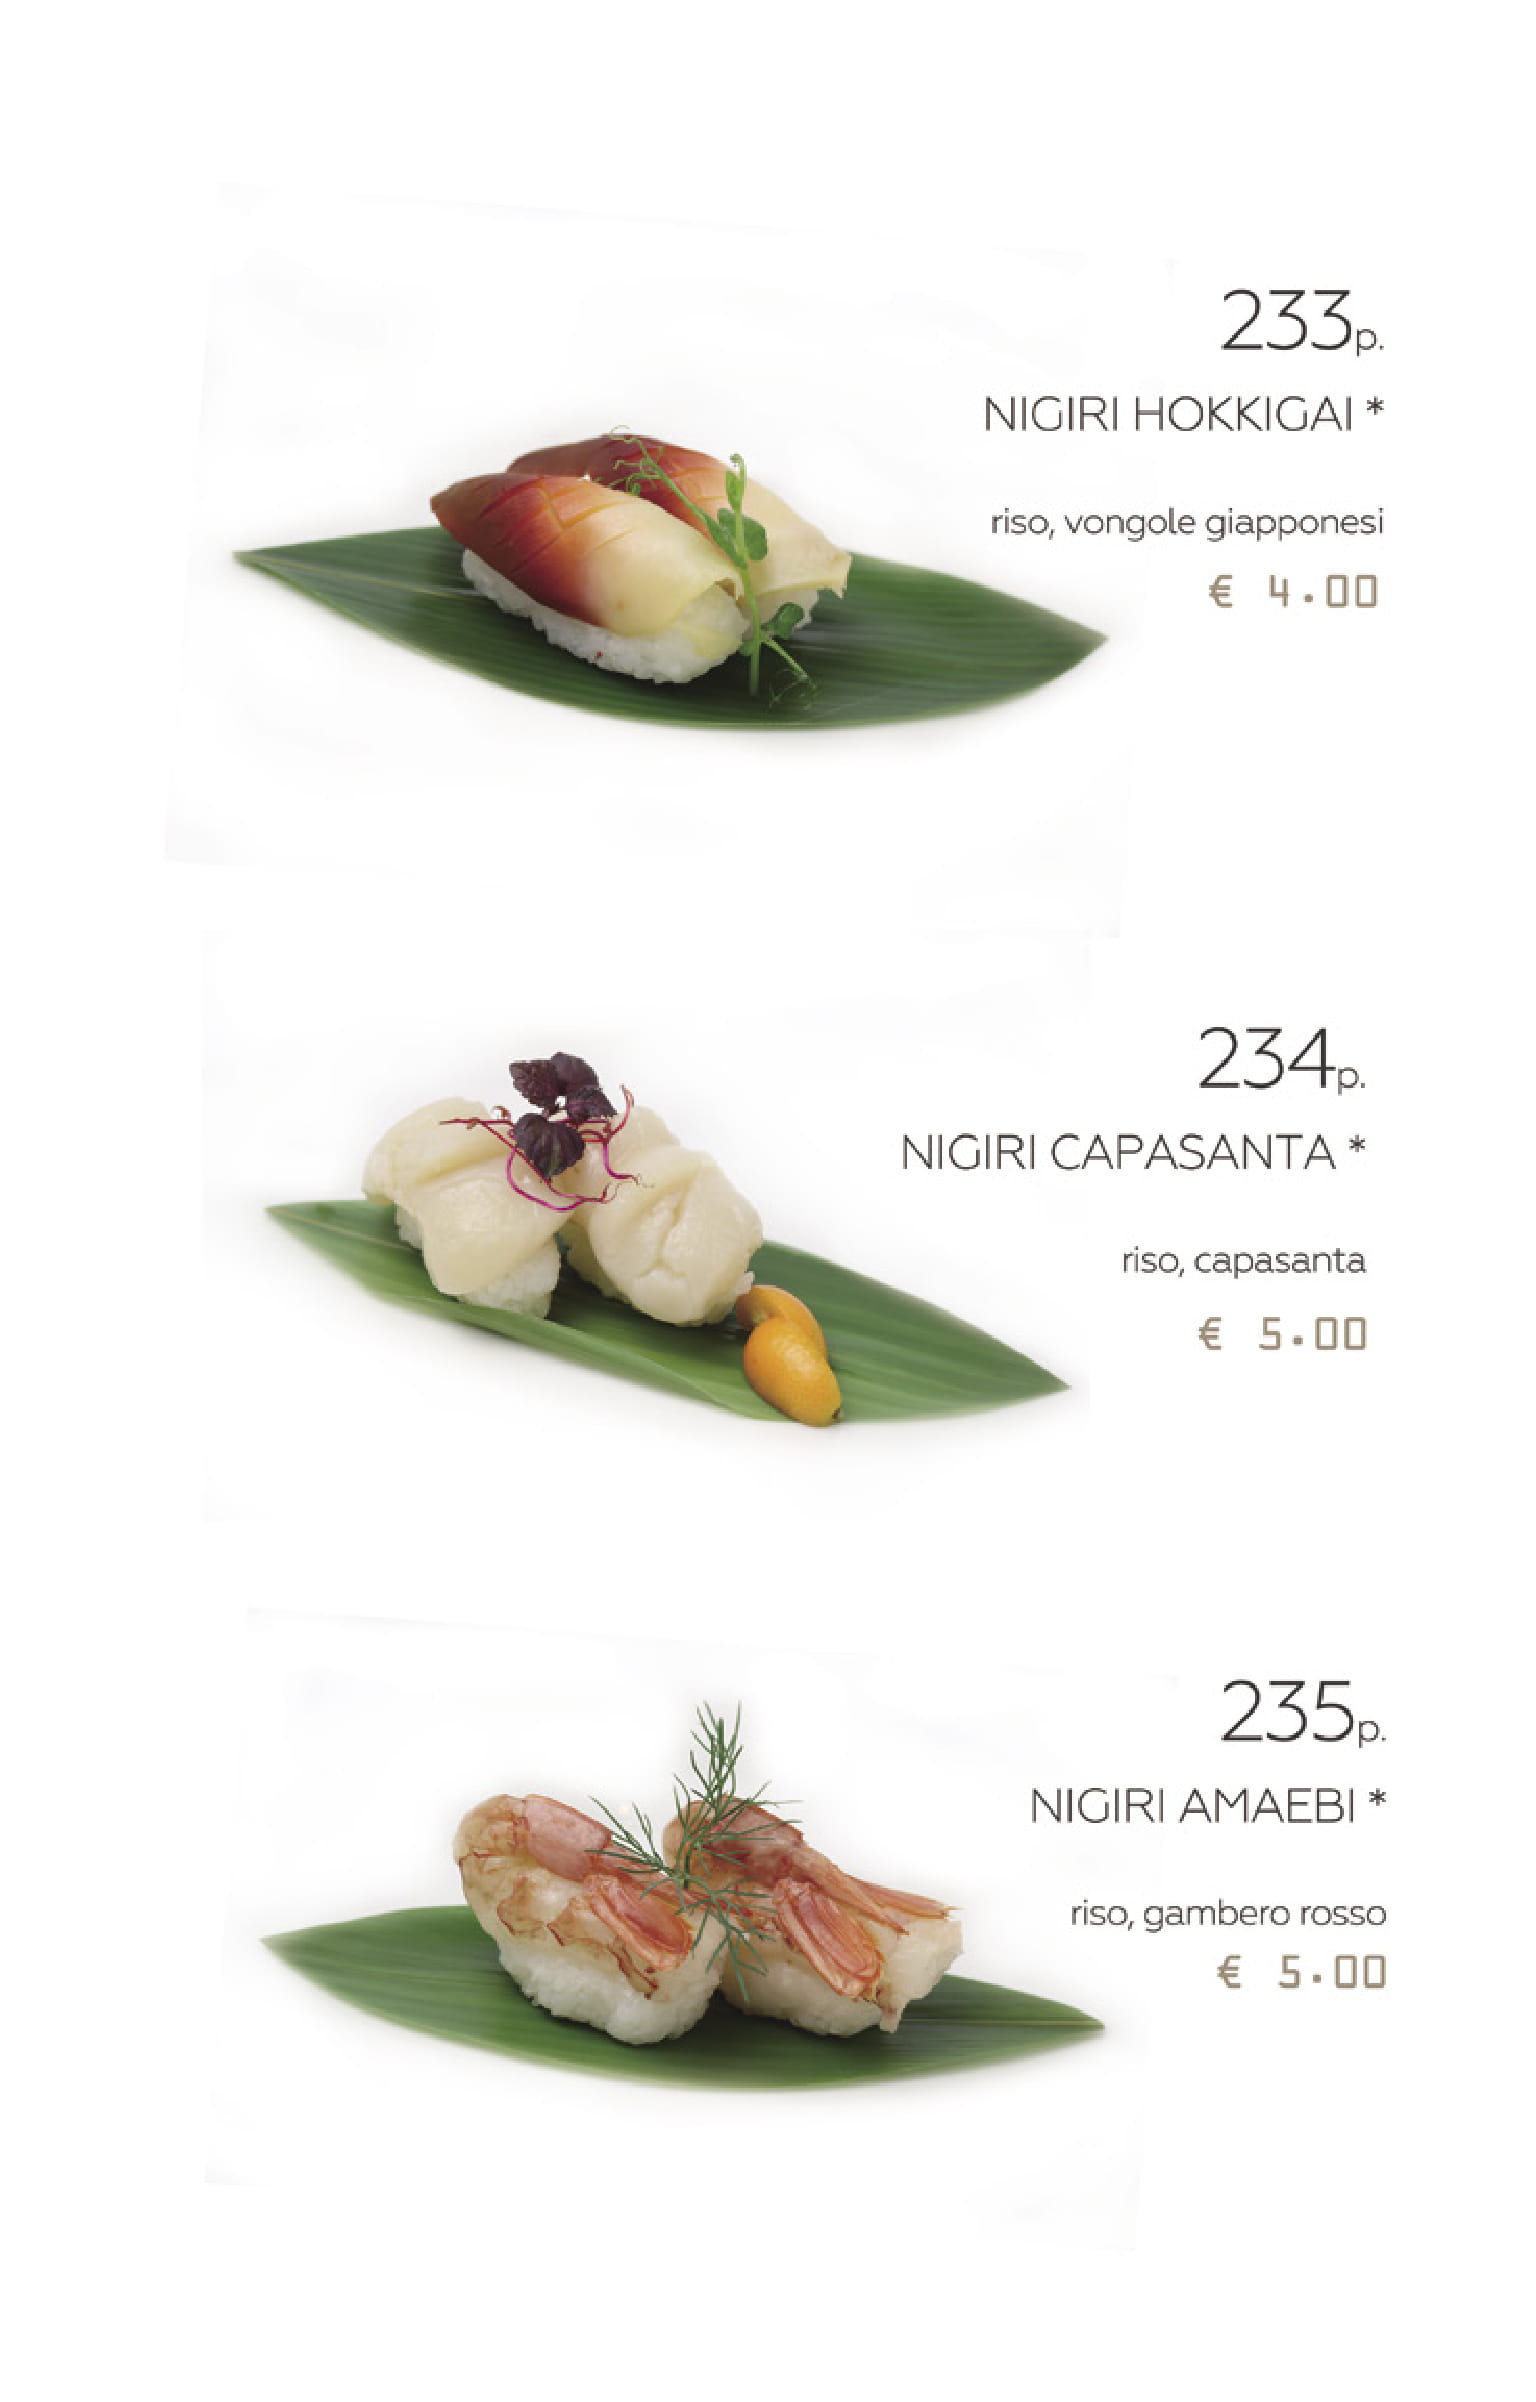 233p.
NIGIRI HOKKIGAI *
riso, vongole giapponesi
€ 4.00
234p.
NIGIRI CAPASANTA *
riso, capasanta
€ 5.00
235p.
NIGIRI AMAEBI *
riso, gambero rosso
€ 5.00